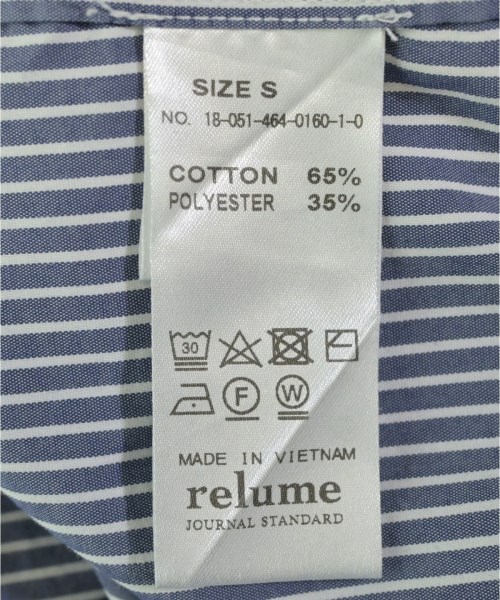 SIZE S
NO. 18-051-464-0160-1-0
COTTON 65%
POLYESTER 35%
30
F W
MADE IN VIETNAM
relume
JOURNAL STANDARD